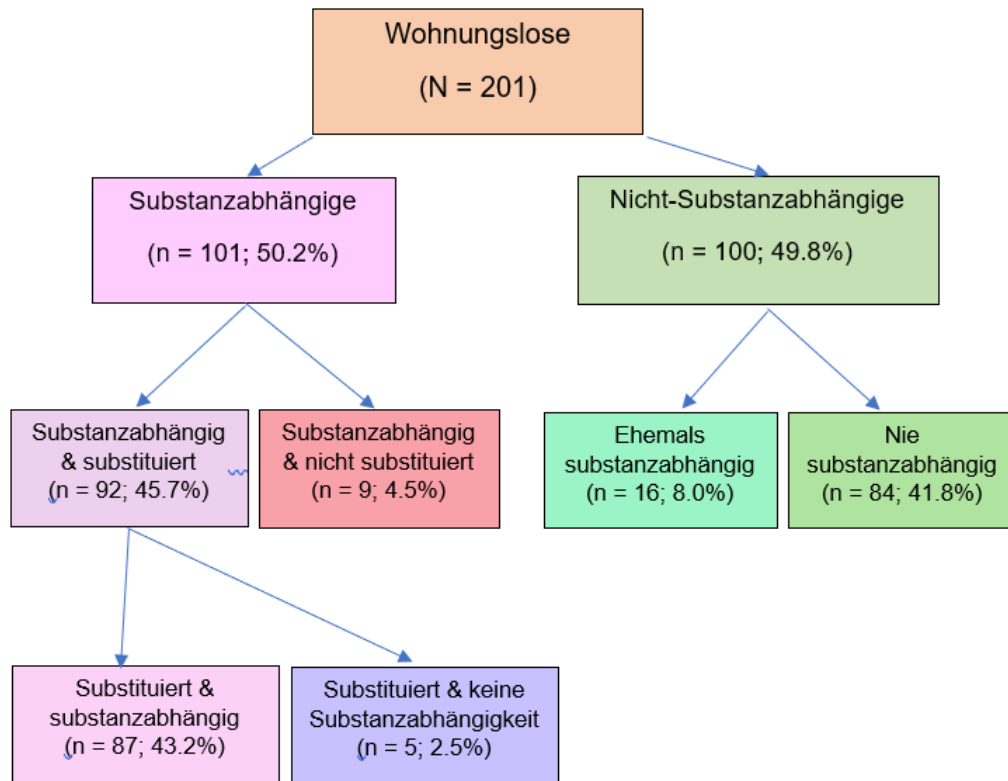 Wohnungslose
(N = 201)
Substanzabhängige
(n = 101; 50.2%)
Nicht-Substanzabhängige
(n = 100; 49.8%)
Substanzabhängig
& substituiert
(n = 92; 45.7%)
Substanzabhängig
& nicht substituiert
(n = 9; 4.5%)
Ehemals
substanzabhängig
(n = 16; 8.0%)
Nie
substanzabhängig
(n = 84; 41.8%)
Substituiert &
substanzabhängig
(n = 87; 43.2%)
Substituiert & keine
Substanzabhängigkeit
(n = 5; 2.5%)